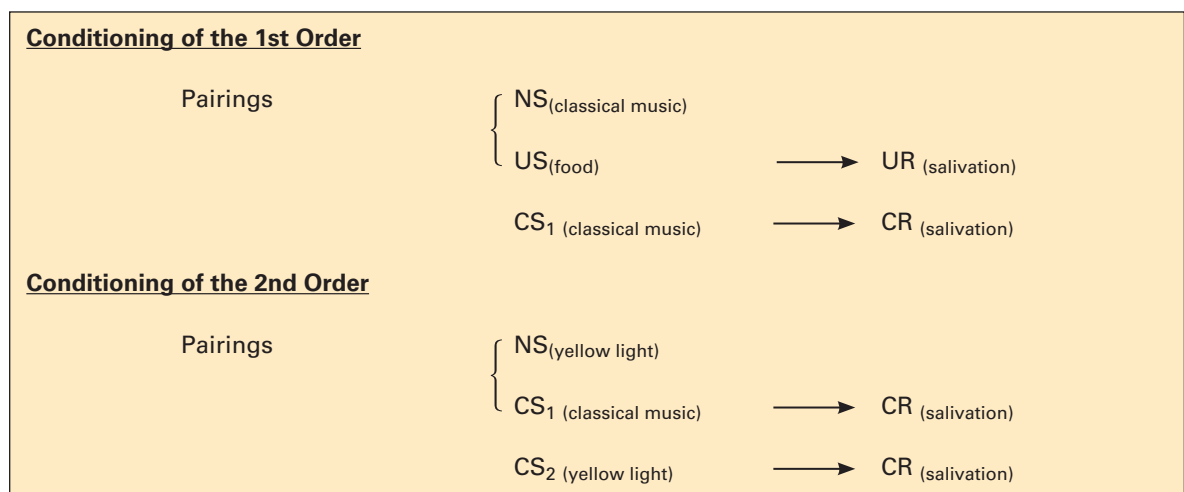 Conditioning of the 1st Order
Pairings NS(classical music)
US(food) UR (salivation)
CS1 (classical music) CR (salivation)
Conditioning of the 2nd Order
Pairings NS(yellow light)
CS1 (classical music) CR (salivation)
CS2 (yellow light) CR (salivation)